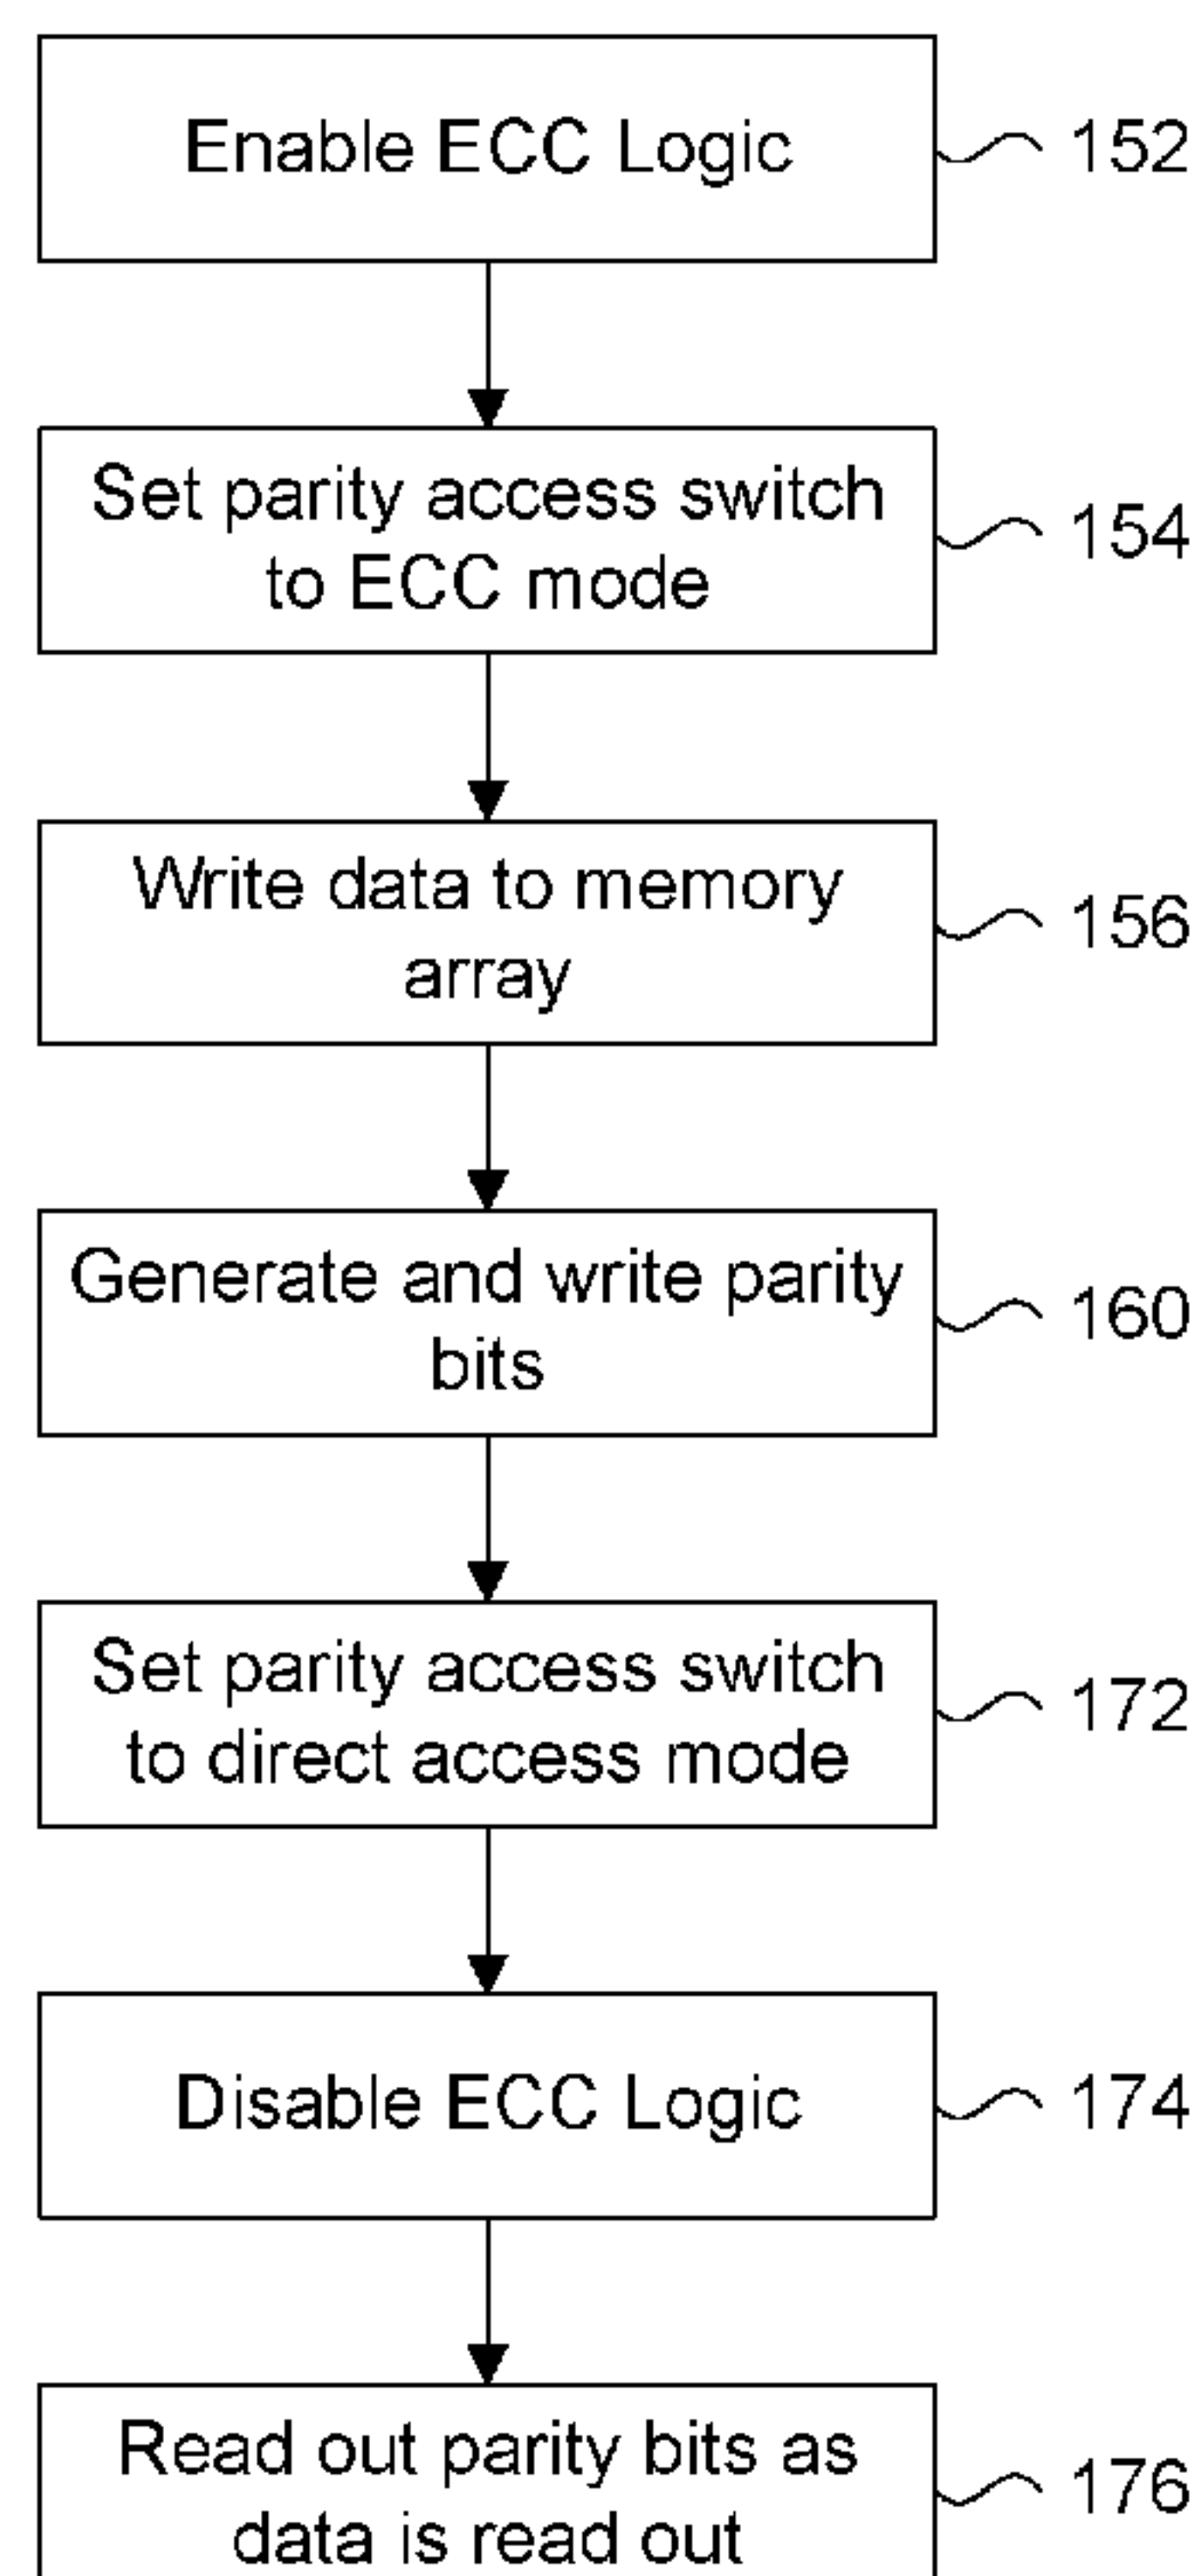 Enable ECC Logic
152
Set parity access switch
to ECC mode
154
Write data to memory
array
156
Generate and write parity
bits
160
Set parity access switch
to direct access mode
172
Disable ECC Logic
174
Read out parity bits as
data is read out
176